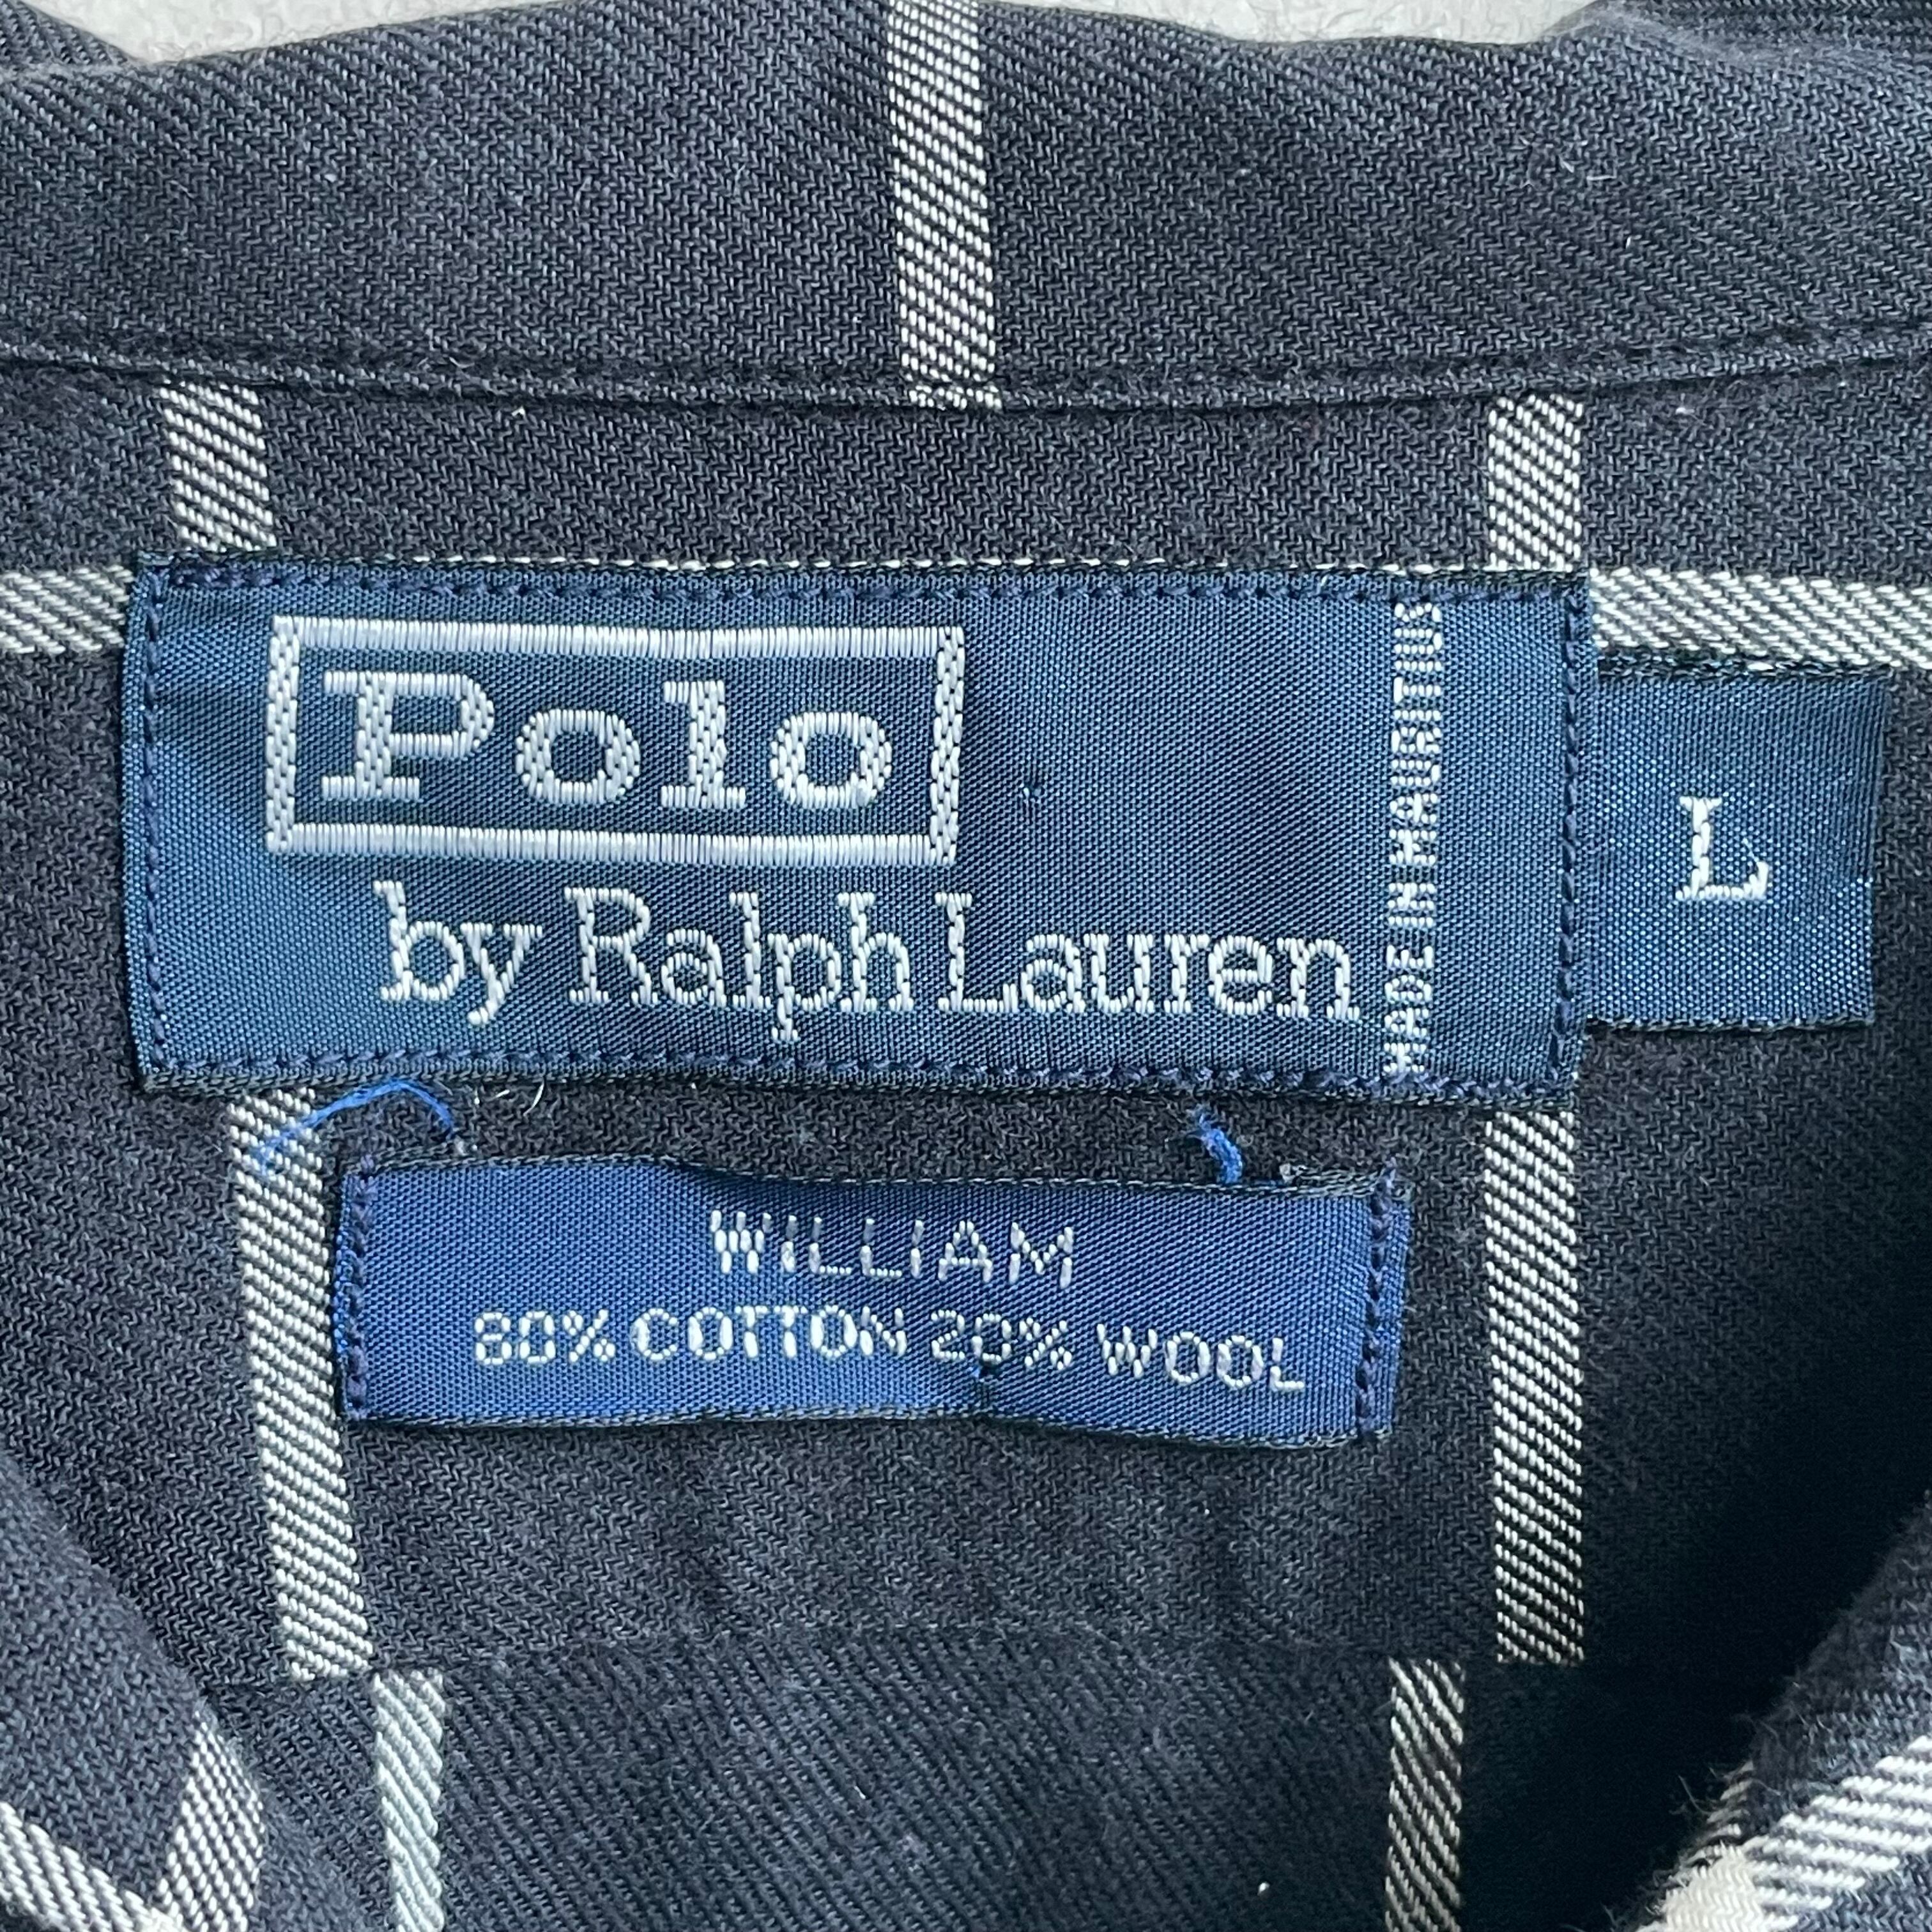 Polo
by Ralph Lauren
MADE IN MAURITIUS
L
WILLIAM
80% COTTON 20% WOOL